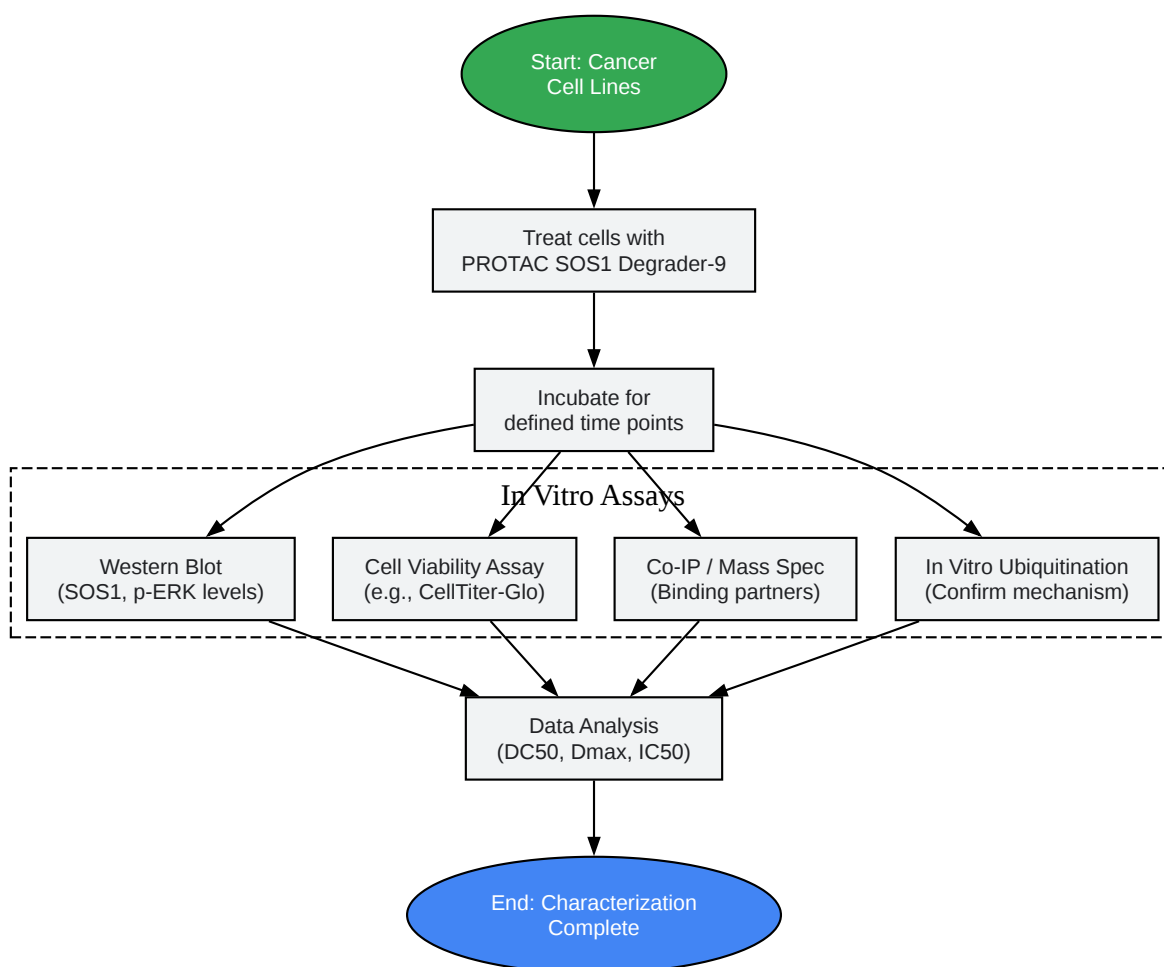 Start: Cancer
Cell Lines
Treat cells with
PROTAC SOS1 Degrader-9
Incubate for
defined time points
In Vitro Assays
Western Blot
(SOS1, p-ERK levels)
Cell Viability Assay
(e.g., CellTiter-Glo)
Co-IP / Mass Spec
(Binding partners)
In Vitro Ubiquitination
(Confirm mechanism)
Data Analysis
(DC50, Dmax, IC50)
End: Characterization
Complete